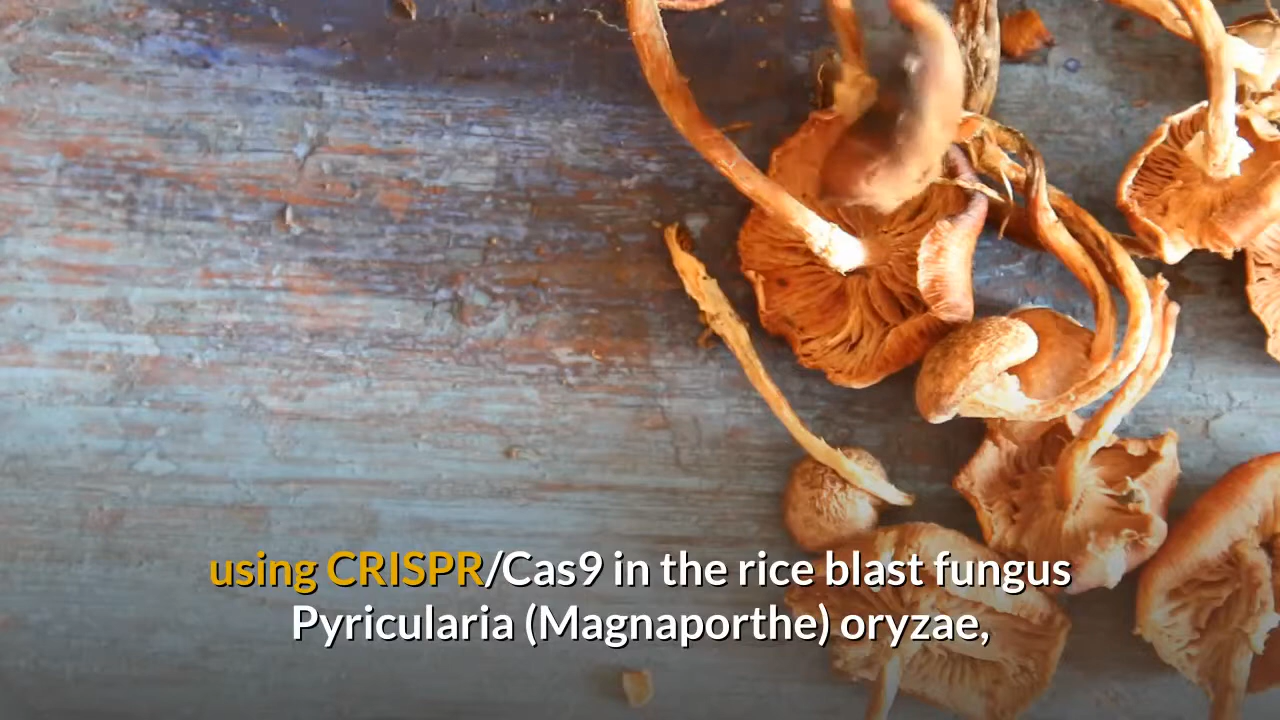 using CRISPR/Cas9 in the rice blast fungus
Pyricularia (Magnaporthe) oryzae,